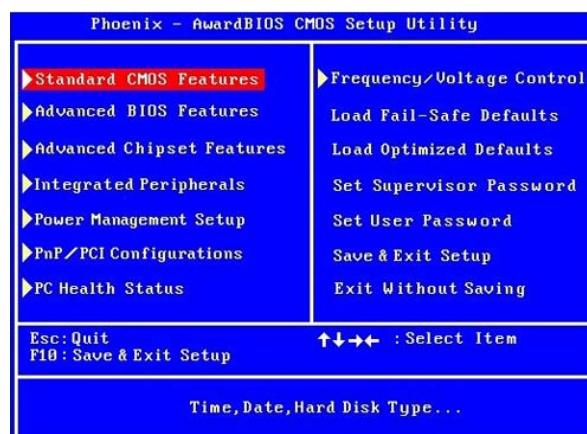 Phoenix - AwardBIOS CMOS Setup Utility
Standard CMOS Features
Advanced BIOS Features
Advanced Chipset Features
Integrated Peripherals
Power Management Setup
PnP/PCI Configurations
PC Health Status
Frequency/Voltage Control
Load Fail-Safe Defaults
Load Optimized Defaults
Set Supervisor Password
Set User Password
Save & Exit Setup
Exit Without Saving
Esc:Quit
F10:Save & Exit Setup
↑↓→← :Select Item
Time,Date,Hard Disk Type...